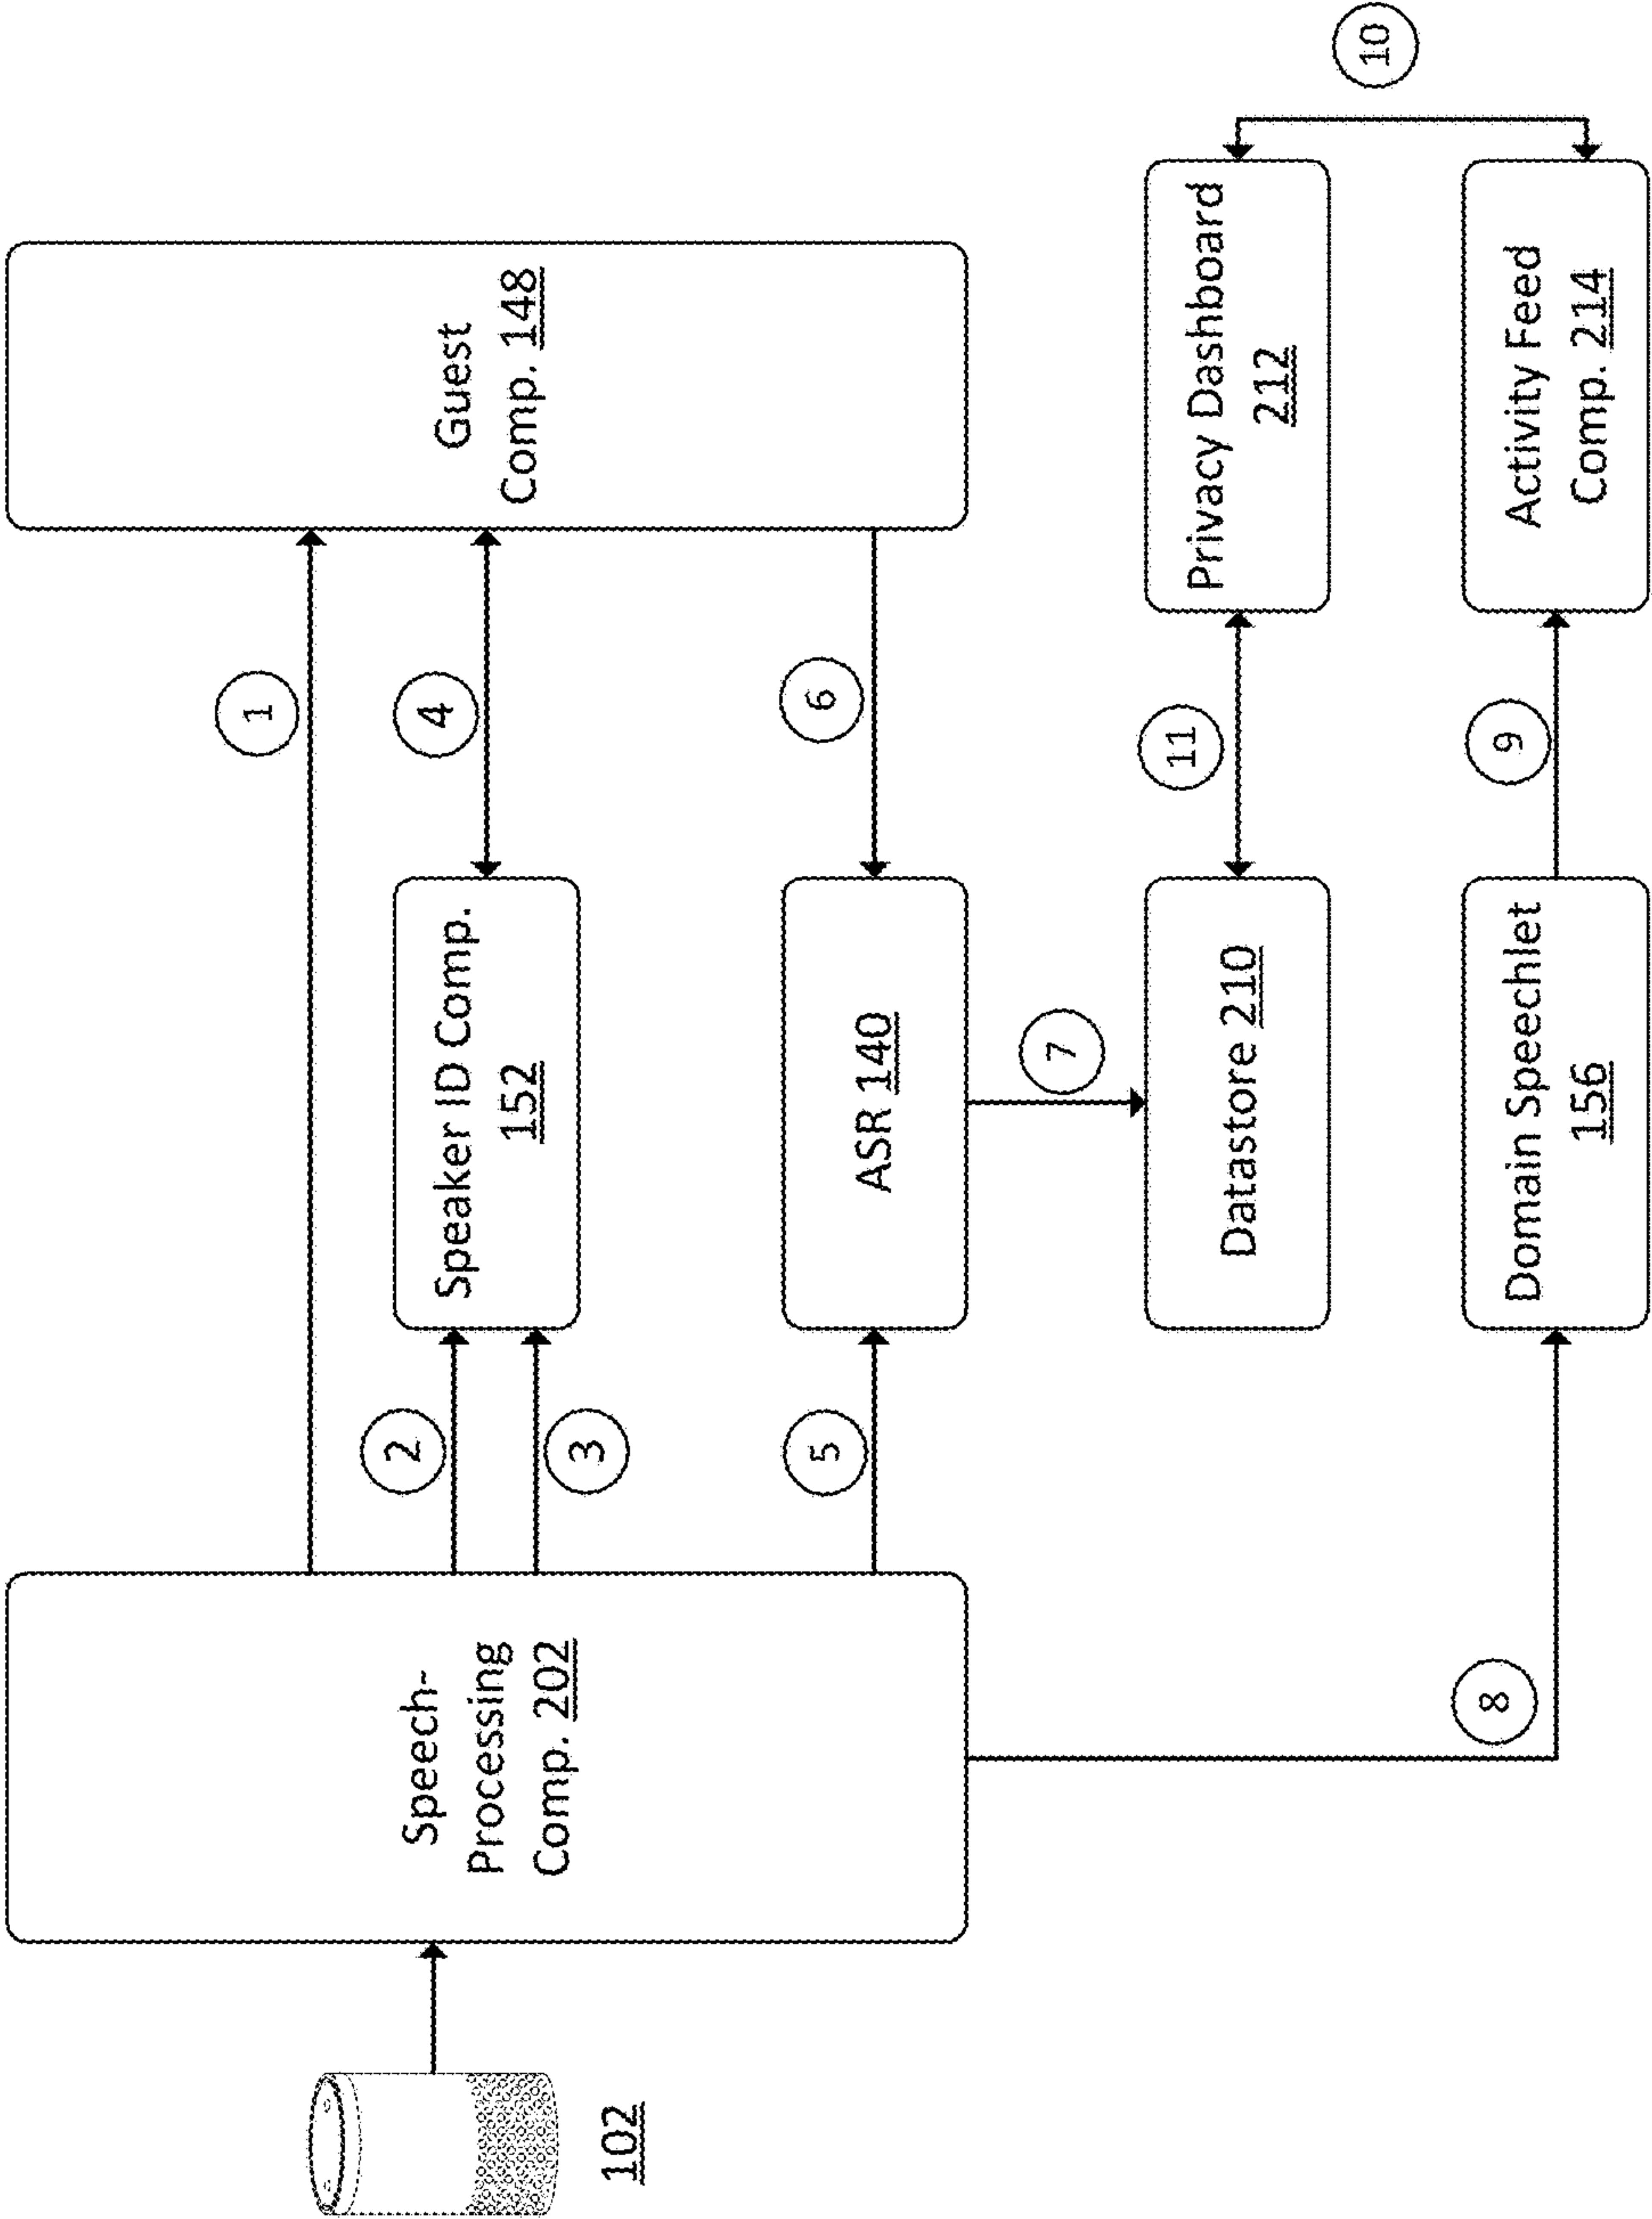 102
Speech-
Processing
Comp. 202
1
2
3
4
5
6
7
8
9
10
11
Speaker ID Comp.
152
Guest
Comp. 148
ASR 140
Datastore 210
Privacy Dashboard
212
Domain Speechlet
156
Activity Feed
Comp. 214